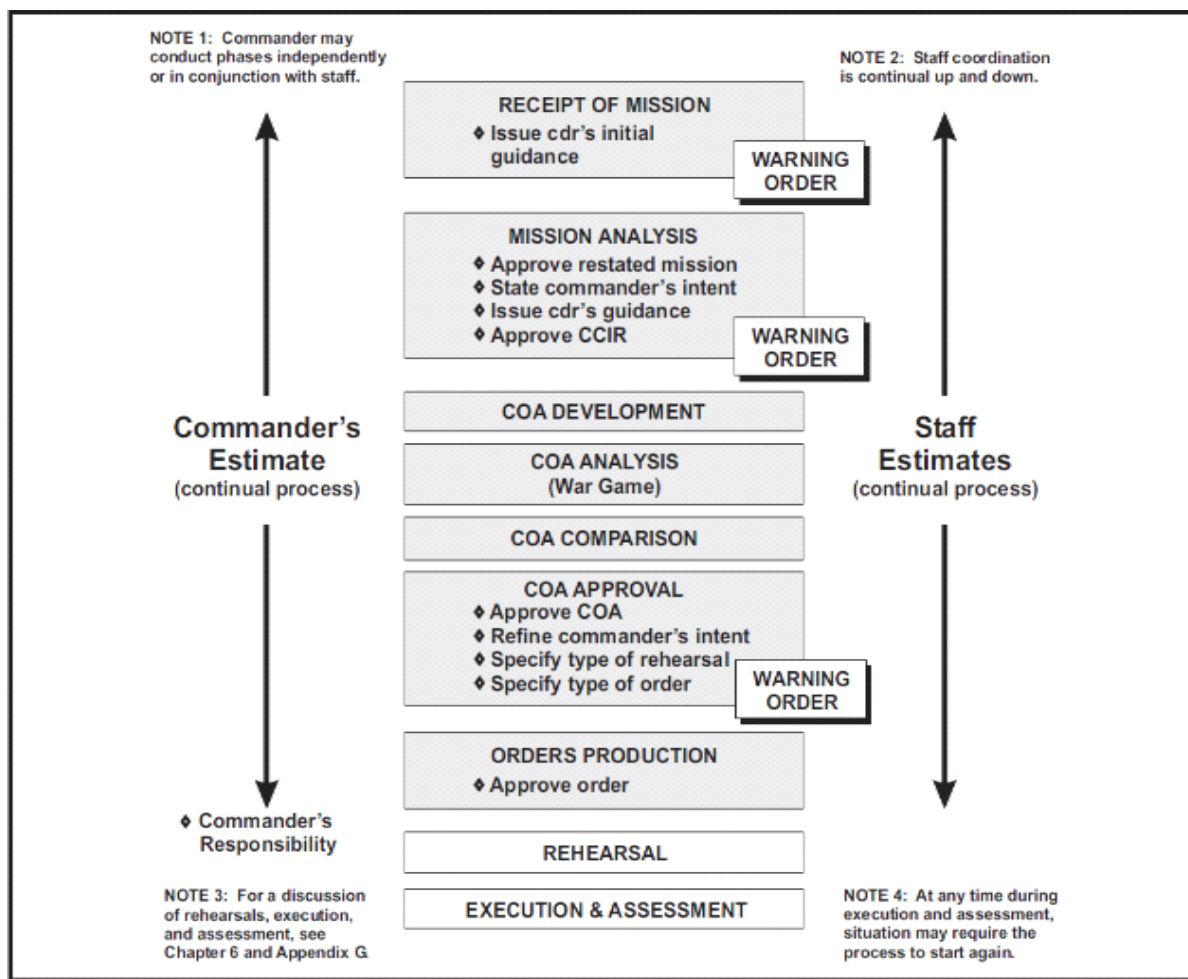 NOTE 1: Commander may
conduct phases independently
or in conjunction with staff.
NOTE 2: Staff coordination
is continual up and down.
RECEIPT OF MISSION
◊ Issue cdr's initial
guidance
WARNING
ORDER
MISSION ANALYSIS
◊ Approve restated mission
◊ State commander's intent
◊ Issue cdr's guidance
◊ Approve CCIR
WARNING
ORDER
COA DEVELOPMENT
Commander's
Estimate
(continual process)
Staff
Estimates
(continual process)
COA ANALYSIS
(War Game)
COA COMPARISON
COA APPROVAL
◊ Approve COA
◊ Refine commander's intent
◊ Specify type of rehearsal
◊ Specify type of order
WARNING
ORDER
ORDERS PRODUCTION
◊ Approve order
◊ Commander's
Responsibility
REHEARSAL
EXECUTION & ASSESSMENT
NOTE 3: For a discussion
of rehearsals, execution,
and assessment, see
Chapter 6 and Appendix G.
NOTE 4: At any time during
execution and assessment,
situation may require the
process to start again.